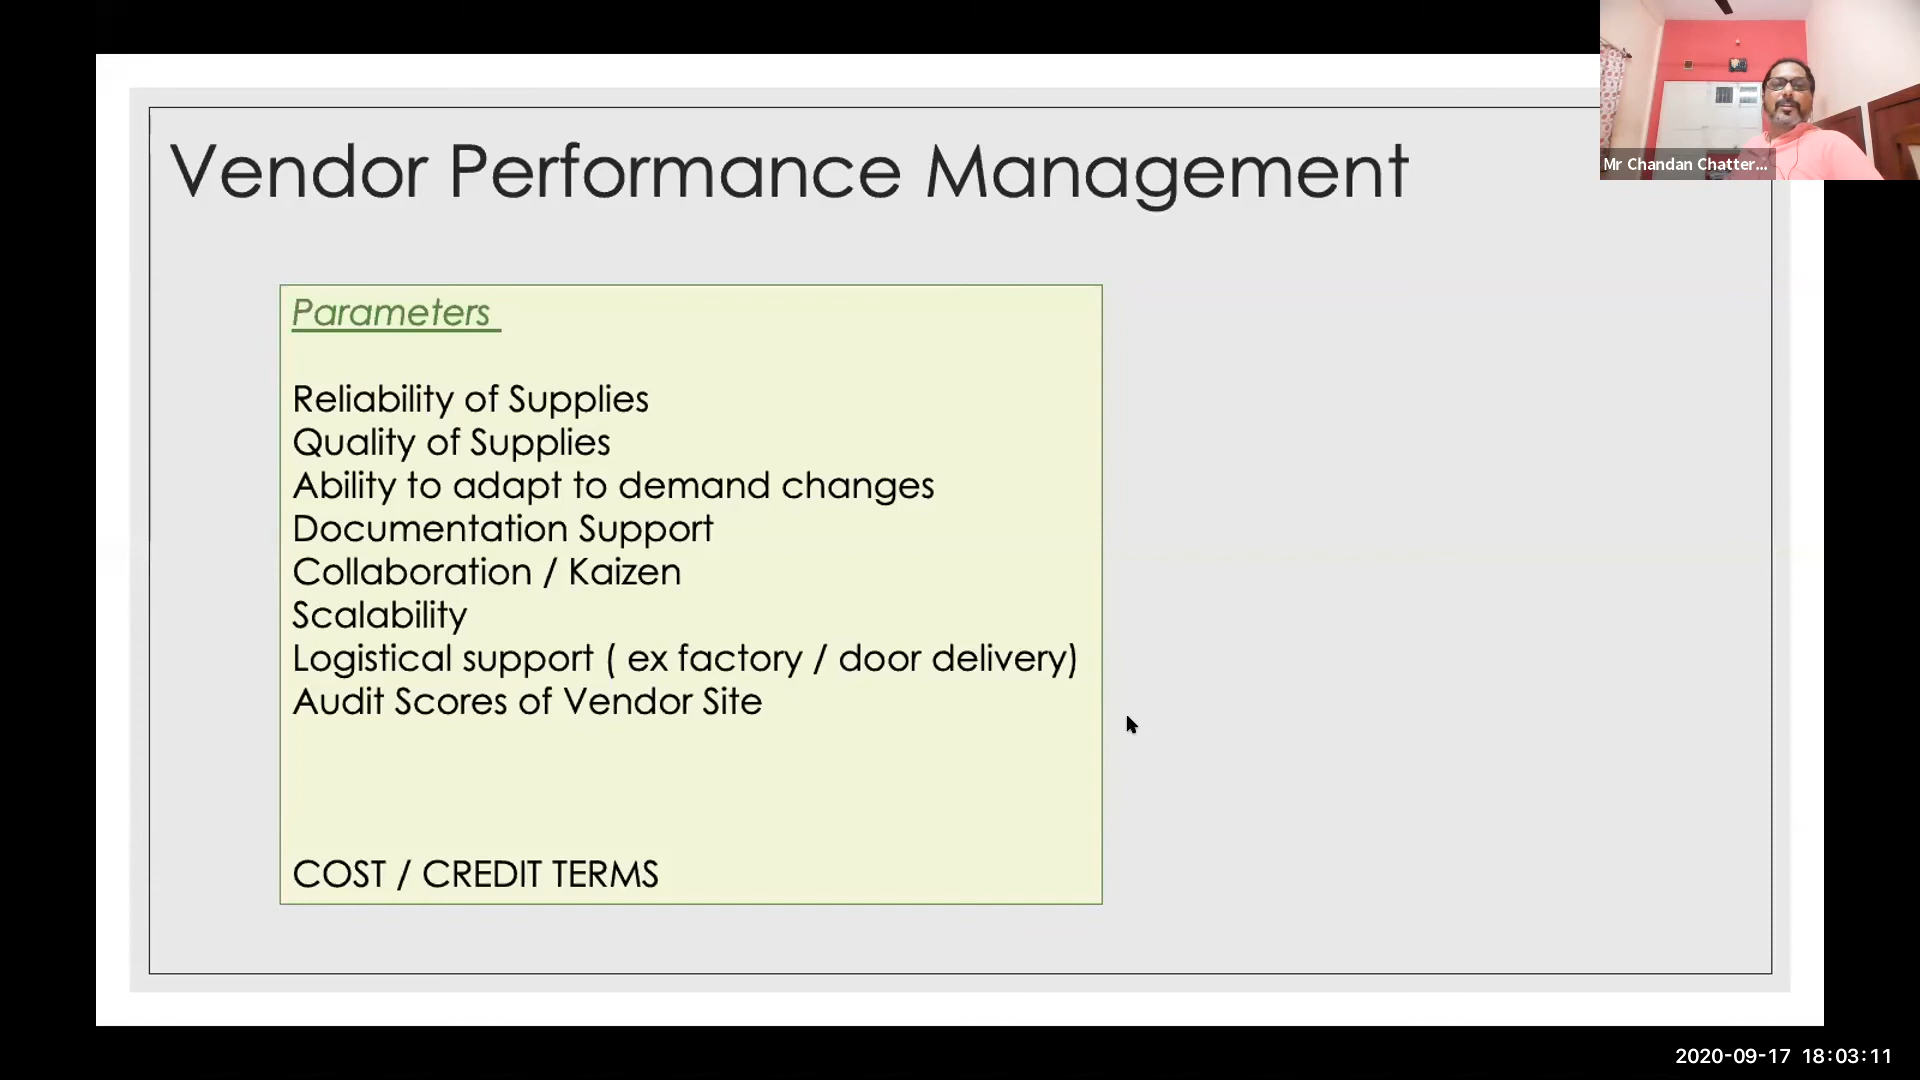 Vendor Performance Management
Mr Chandan Chatter...
Parameters
Reliability of Supplies
Quality of Supplies
Ability to adapt to demand changes
Documentation Support
Collaboration / Kaizen
Scalability
Logistical support ( ex factory / door delivery)
Audit Scores of Vendor Site
COST / CREDIT TERMS
2020-09-17 18:03:11